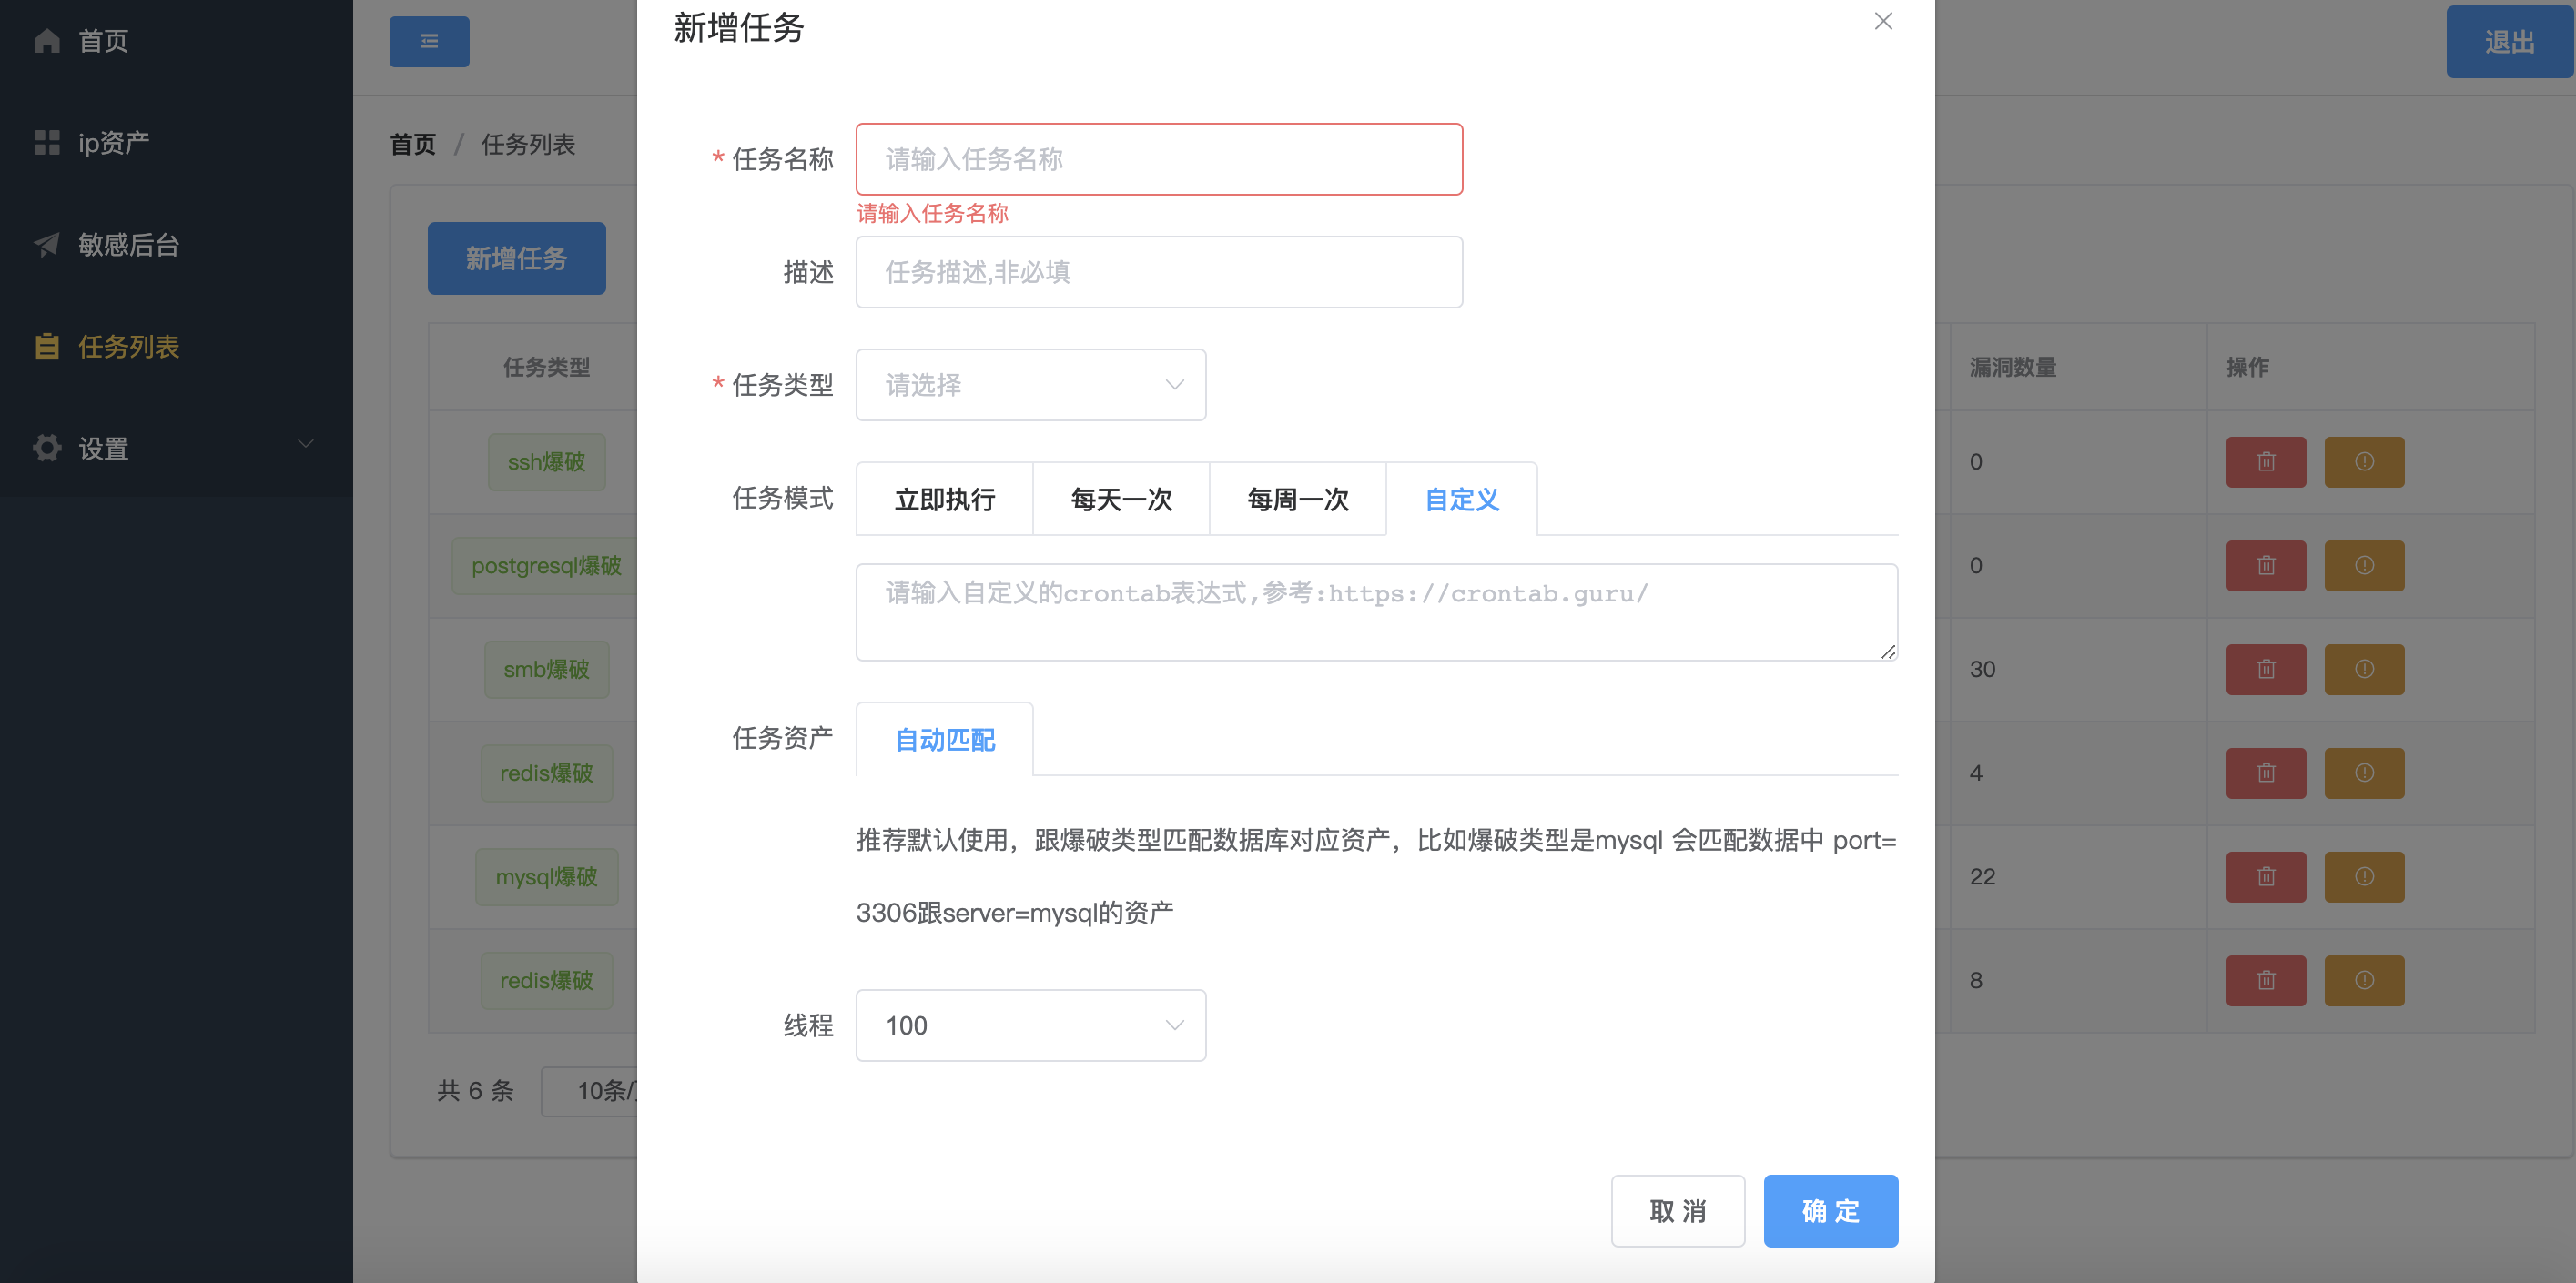 首页
ip资产
敏感后台
任务列表
设置
退出
首页 / 任务列表
新增任务
任务类型
漏洞数量
操作
ssh爆破
0
postgresql爆破
0
smb爆破
30
redis爆破
4
mysql爆破
22
redis爆破
8
共 6 条
10条/
新增任务
* 任务名称
请输入任务名称
请输入任务名称
描述
任务描述,非必填
* 任务类型
请选择
任务模式
立即执行
每天一次
每周一次
自定义
请输入自定义的crontab表达式,参考:https://crontab.guru/
任务资产
自动匹配
推荐默认使用，跟爆破类型匹配数据库对应资产，比如爆破类型是mysql 会匹配数据中 port=
3306跟server=mysql的资产
线程
100
取 消
确 定